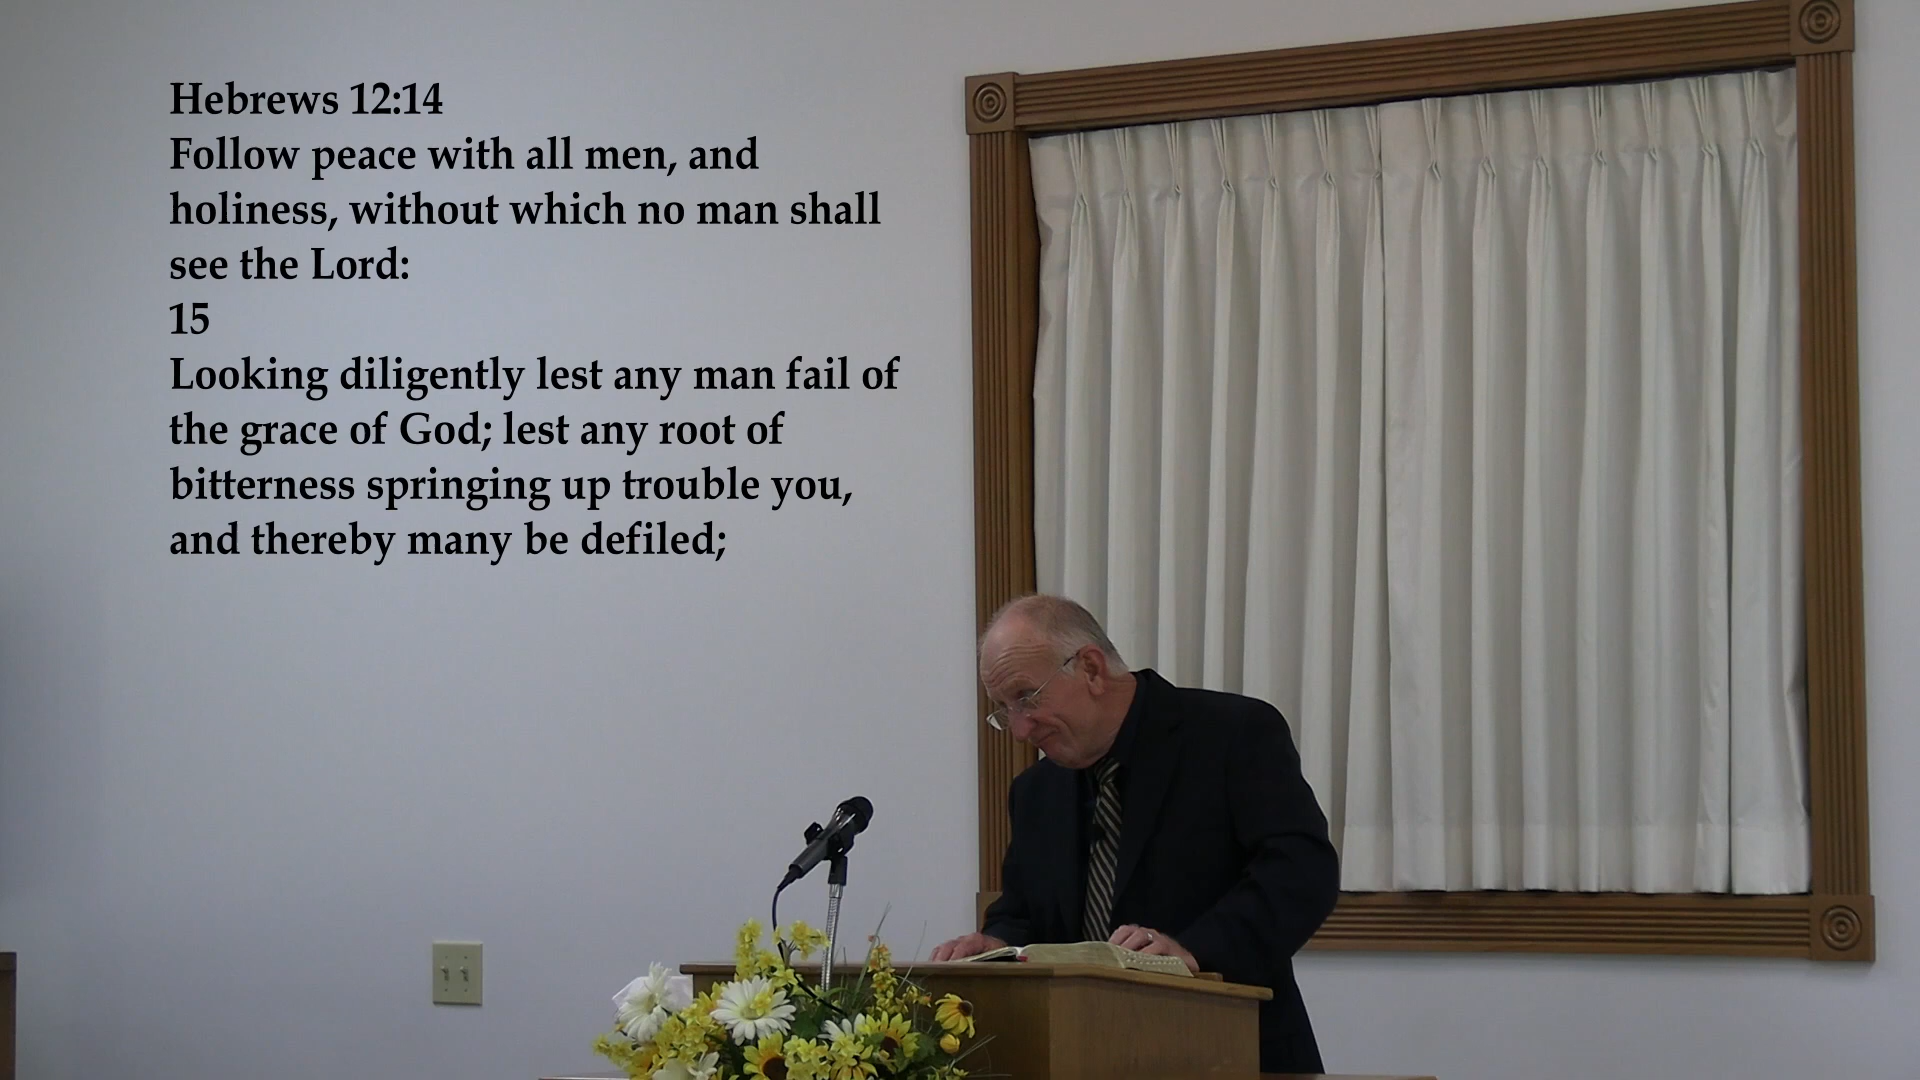 Hebrews 12:14
Follow peace with all men, and
holiness, without which no man shall
see the Lord:
15
Looking diligently lest any man fail of
the grace of God; lest any root of
bitterness springing up trouble you,
and thereby many be defiled;